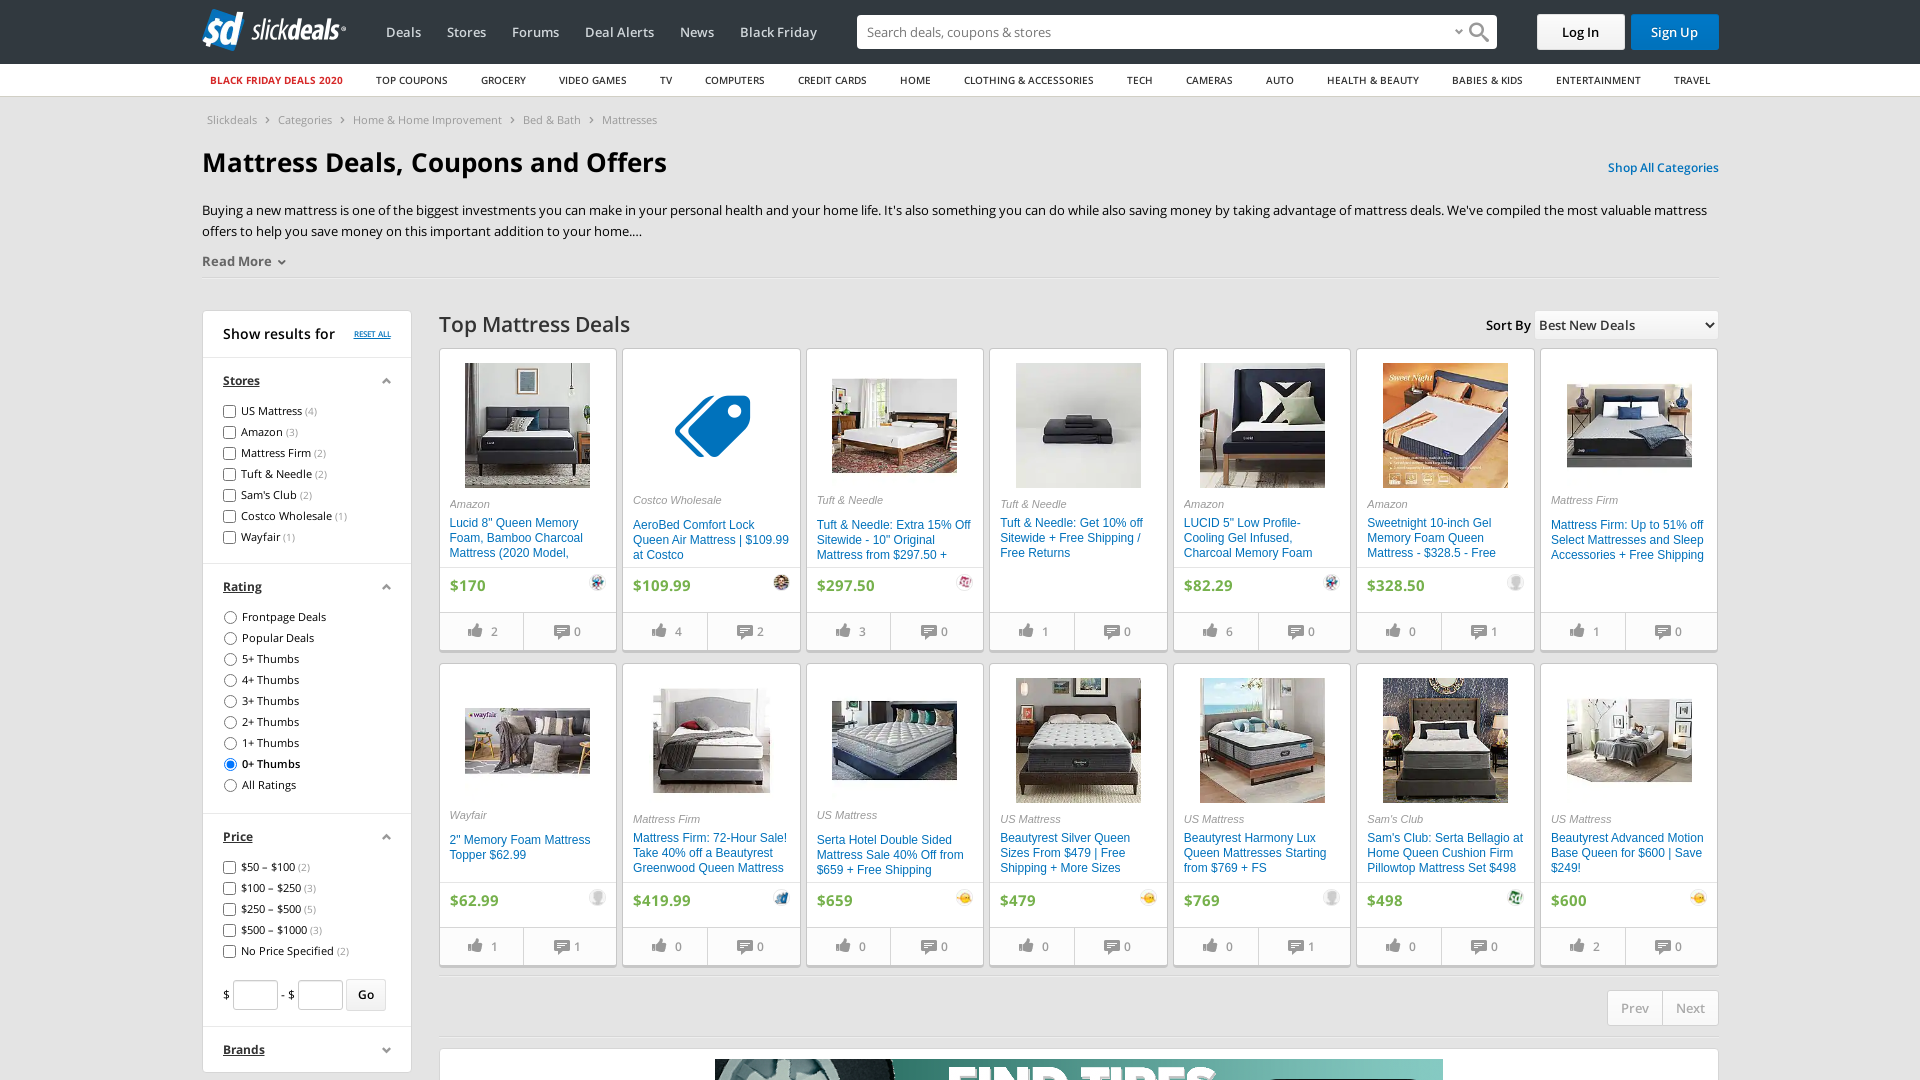 sd slickdeals
Deals
Stores
Forums
Deal Alerts
News
Black Friday
Search deals, coupons & stores
Log In
Sign Up
BLACK FRIDAY DEALS 2020
TOP COUPONS
GROCERY
VIDEO GAMES
TV
COMPUTERS
CREDIT CARDS
HOME
CLOTHING & ACCESSORIES
TECH
CAMERAS
AUTO
HEALTH & BEAUTY
BABIES & KIDS
ENTERTAINMENT
TRAVEL
Slickdeals > Categories > Home & Home Improvement > Bed & Bath > Mattresses
Mattress Deals, Coupons and Offers
Shop All Categories
Buying a new mattress is one of the biggest investments you can make in your personal health and your home life. It's also something you can do while also saving money by taking advantage of mattress deals. We've compiled the most valuable mattress
offers to help you save money on this important addition to your home....
Read More
Show results for
RESET ALL
Stores
US Mattress (4)
Amazon (3)
Mattress Firm (2)
Tuft & Needle (2)
Sam's Club (2)
Costco Wholesale (1)
Wayfair (1)
Rating
Frontpage Deals
Popular Deals
5+ Thumbs
4+ Thumbs
3+ Thumbs
2+ Thumbs
1+ Thumbs
0+ Thumbs
All Ratings
Price
$50 – $100 (2)
$100 – $250 (3)
$250 – $500 (5)
$500 – $1000 (3)
No Price Specified (2)
$ - $ Go
Brands
Top Mattress Deals
Sort By Best New Deals
Amazon
Lucid 8" Queen Memory
Foam, Bamboo Charcoal
Mattress (2020 Model,
$170
2
0
Costco Wholesale
AeroBed Comfort Lock
Queen Air Mattress | $109.99
at Costco
$109.99
4
2
Tuft & Needle
Tuft & Needle: Extra 15% Off
Sitewide - 10" Original
Mattress from $297.50 +
$297.50
3
0
Tuft & Needle
Tuft & Needle: Get 10% off
Sitewide + Free Shipping /
Free Returns
1
0
Amazon
LUCID 5" Low Profile-
Cooling Gel Infused,
Charcoal Memory Foam
$82.29
6
0
Sweet Night
Amazon
Sweetnight 10-inch Gel
Memory Foam Queen
Mattress - $328.5 - Free
$328.50
0
1
Mattress Firm
Mattress Firm: Up to 51% off
Select Mattresses and Sleep
Accessories + Free Shipping
1
0
wayfair
Wayfair
2" Memory Foam Mattress
Topper $62.99
$62.99
1
1
Mattress Firm
Mattress Firm: 72-Hour Sale!
Take 40% off a Beautyrest
Greenwood Queen Mattress
$419.99
0
0
US Mattress
Serta Hotel Double Sided
Mattress Sale 40% Off from
$659 + Free Shipping
$659
0
0
US Mattress
Beautyrest Silver Queen
Sizes From $479 | Free
Shipping + More Sizes
$479
0
0
US Mattress
Beautyrest Harmony Lux
Queen Mattresses Starting
from $769 + FS
$769
0
1
Sam's Club
Sam's Club: Serta Bellagio at
Home Queen Cushion Firm
Pillowtop Mattress Set $498
$498
0
0
US Mattress
Beautyrest Advanced Motion
Base Queen for $600 | Save
$249!
$600
2
0
Prev
Next
FIND TIRES